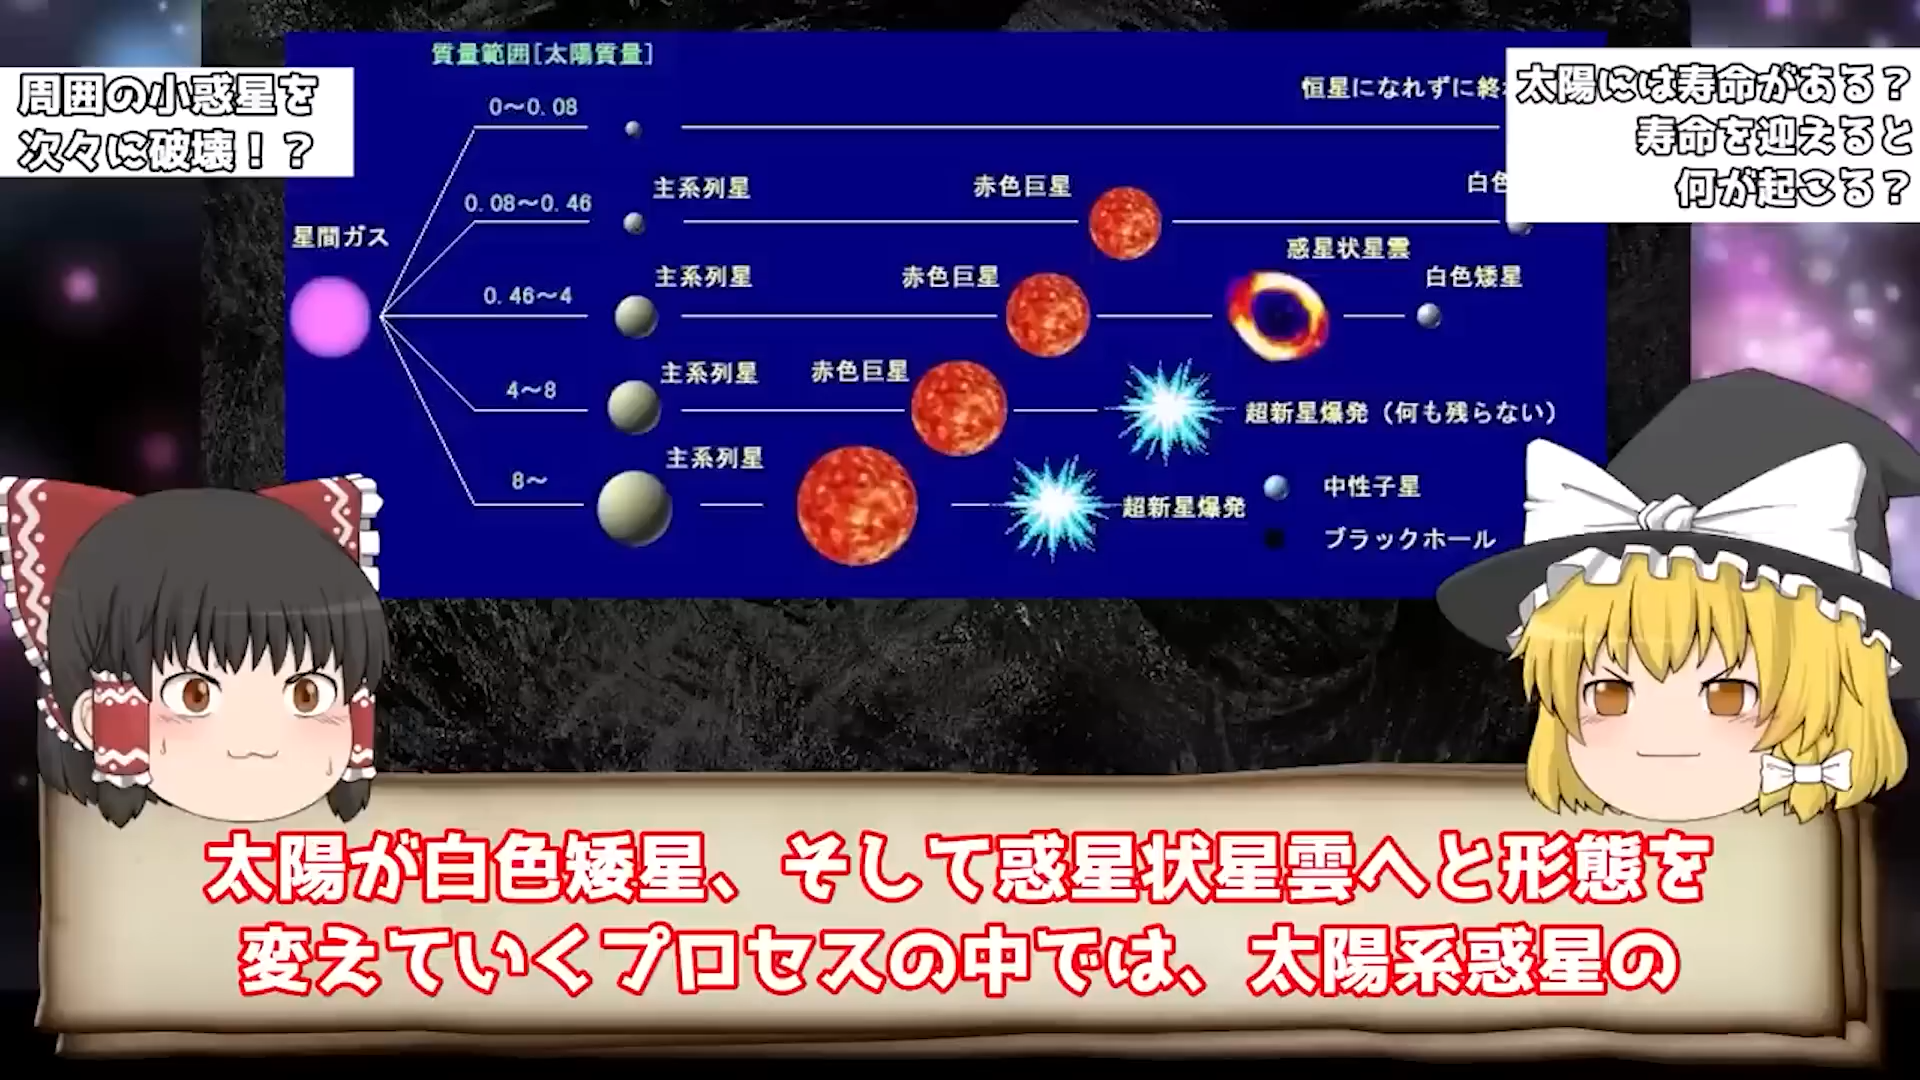 周囲の小惑星を
次々に破壊！？
太陽には寿命がある？
寿命を迎えると
何が起こる？
質量範囲[太陽質量]
0～0.08
恒星になれずに終
0.08～0.46
主系列星
赤色巨星
白色
星間ガス
惑星状星雲
0.46～4
主系列星
赤色巨星
白色矮星
4～8
主系列星
赤色巨星
超新星爆発（何も残らない）
8～
主系列星
超新星爆発
中性子星
ブラックホール
太陽が白色矮星、そして惑星状星雲へと形態を
変えていくプロセスの中では、太陽系惑星の